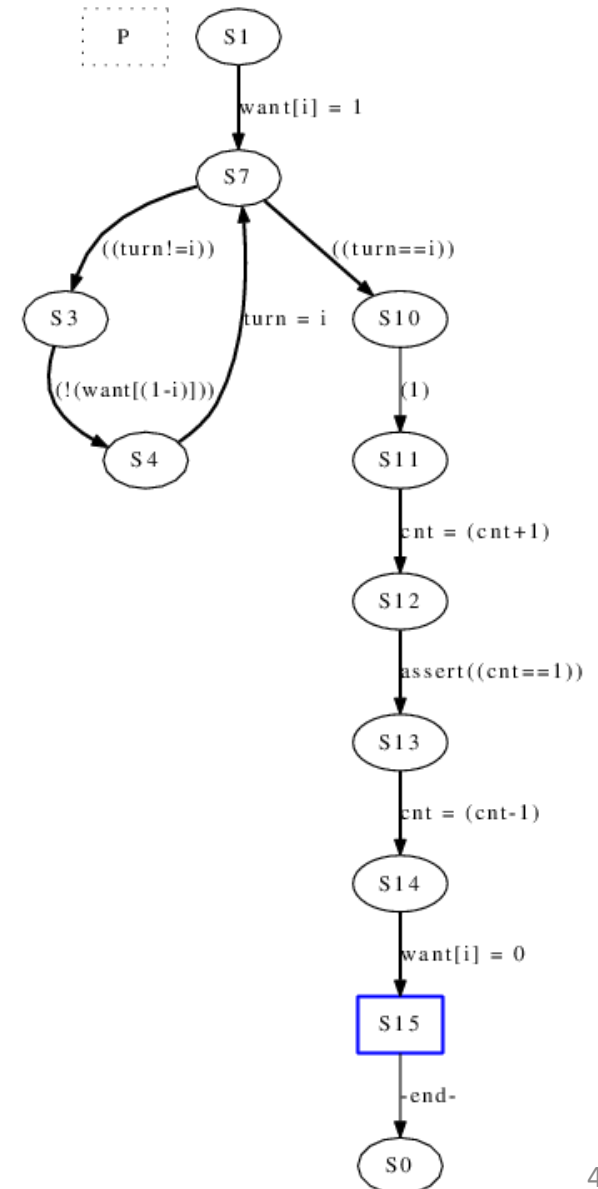 P
S1
want[i] = 1
S7
((turn!=i))
((turn==i))
S3
turn = i
S10
(!(want[(1-i)]))
(1)
S4
S11
cnt = (cnt+1)
S12
assert((cnt==1))
S13
cnt = (cnt-1)
S14
want[i] = 0
S15
-end-
S0
4